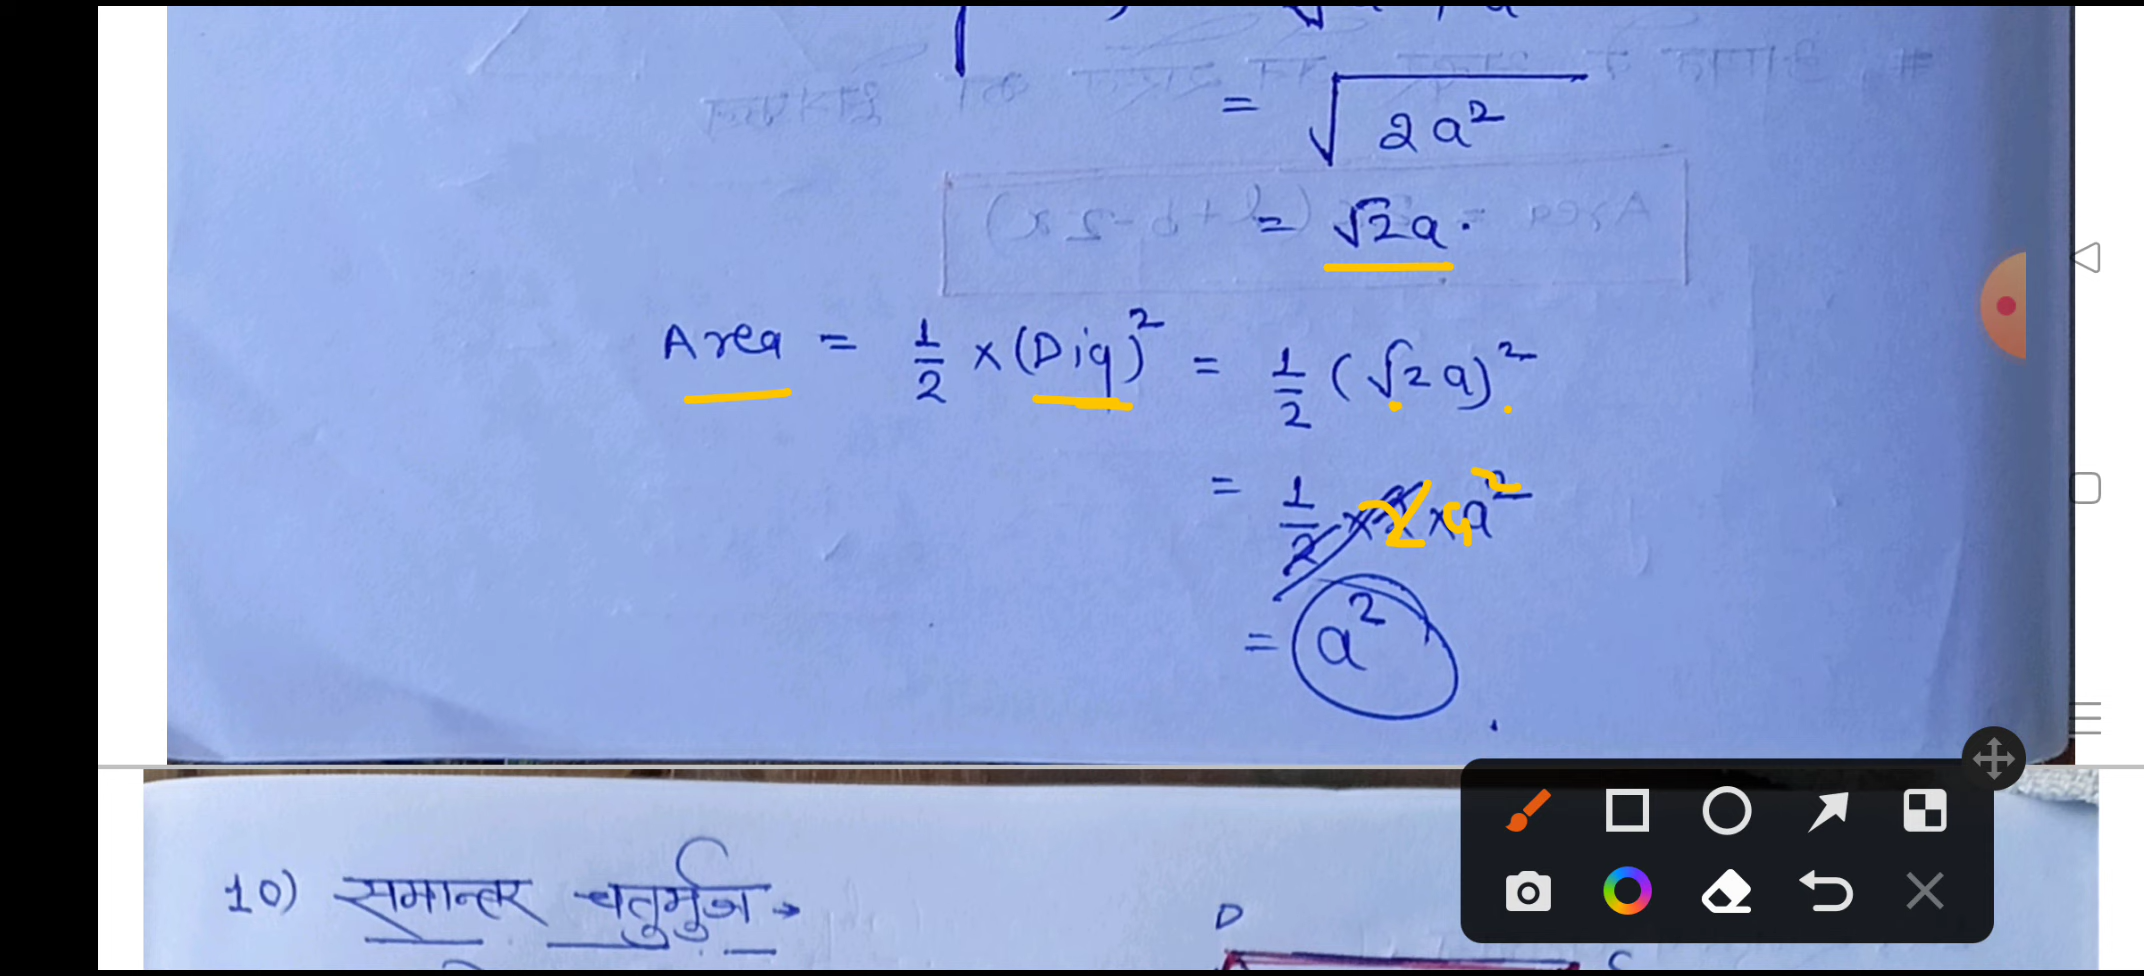 = √2a²
= √2a.
Area = 1/2 × (Dia)² = 1/2 (√2a)²
= 1/2 × 2 × a²
= a²
10) समान्तर चतुर्भुज →
D
C